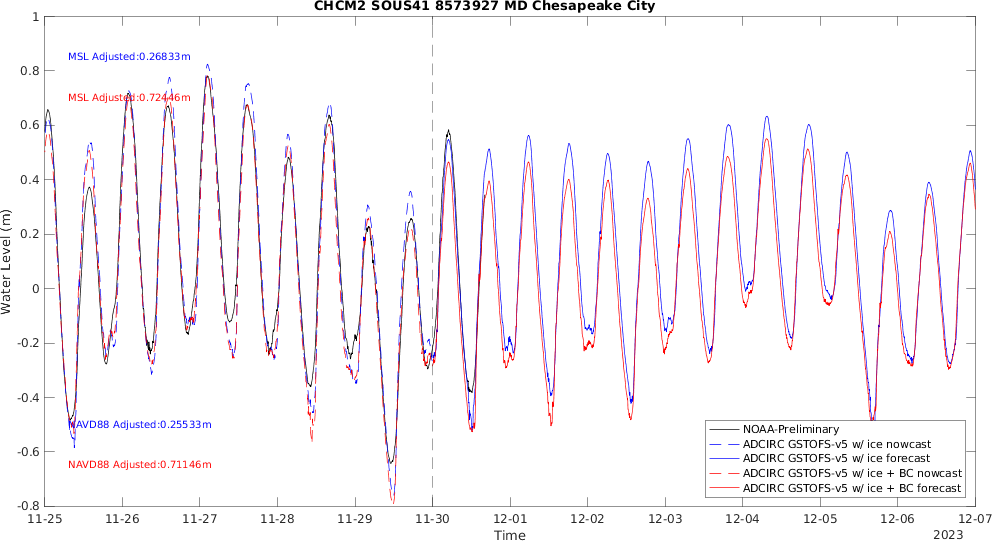 CHCM2 SOUS41 8573927 MD Chesapeake City
Water Level (m)
1
0.8
0.6
0.4
0.2
0
-0.2
-0.4
-0.6
-0.8
MSL Adjusted:0.26833m
MSL Adjusted:0.72446m
NAVD88 Adjusted:0.25533m
NAVD88 Adjusted:0.71146m
NOAA-Preliminary
ADCIRC GSTOFS-v5 w/ ice nowcast
ADCIRC GSTOFS-v5 w/ ice forecast
ADCIRC GSTOFS-v5 w/ ice + BC nowcast
ADCIRC GSTOFS-v5 w/ ice + BC forecast
11-25 11-26 11-27 11-28 11-29 11-30 12-01 12-02 12-03 12-04 12-05 12-06 12-07
Time
2023